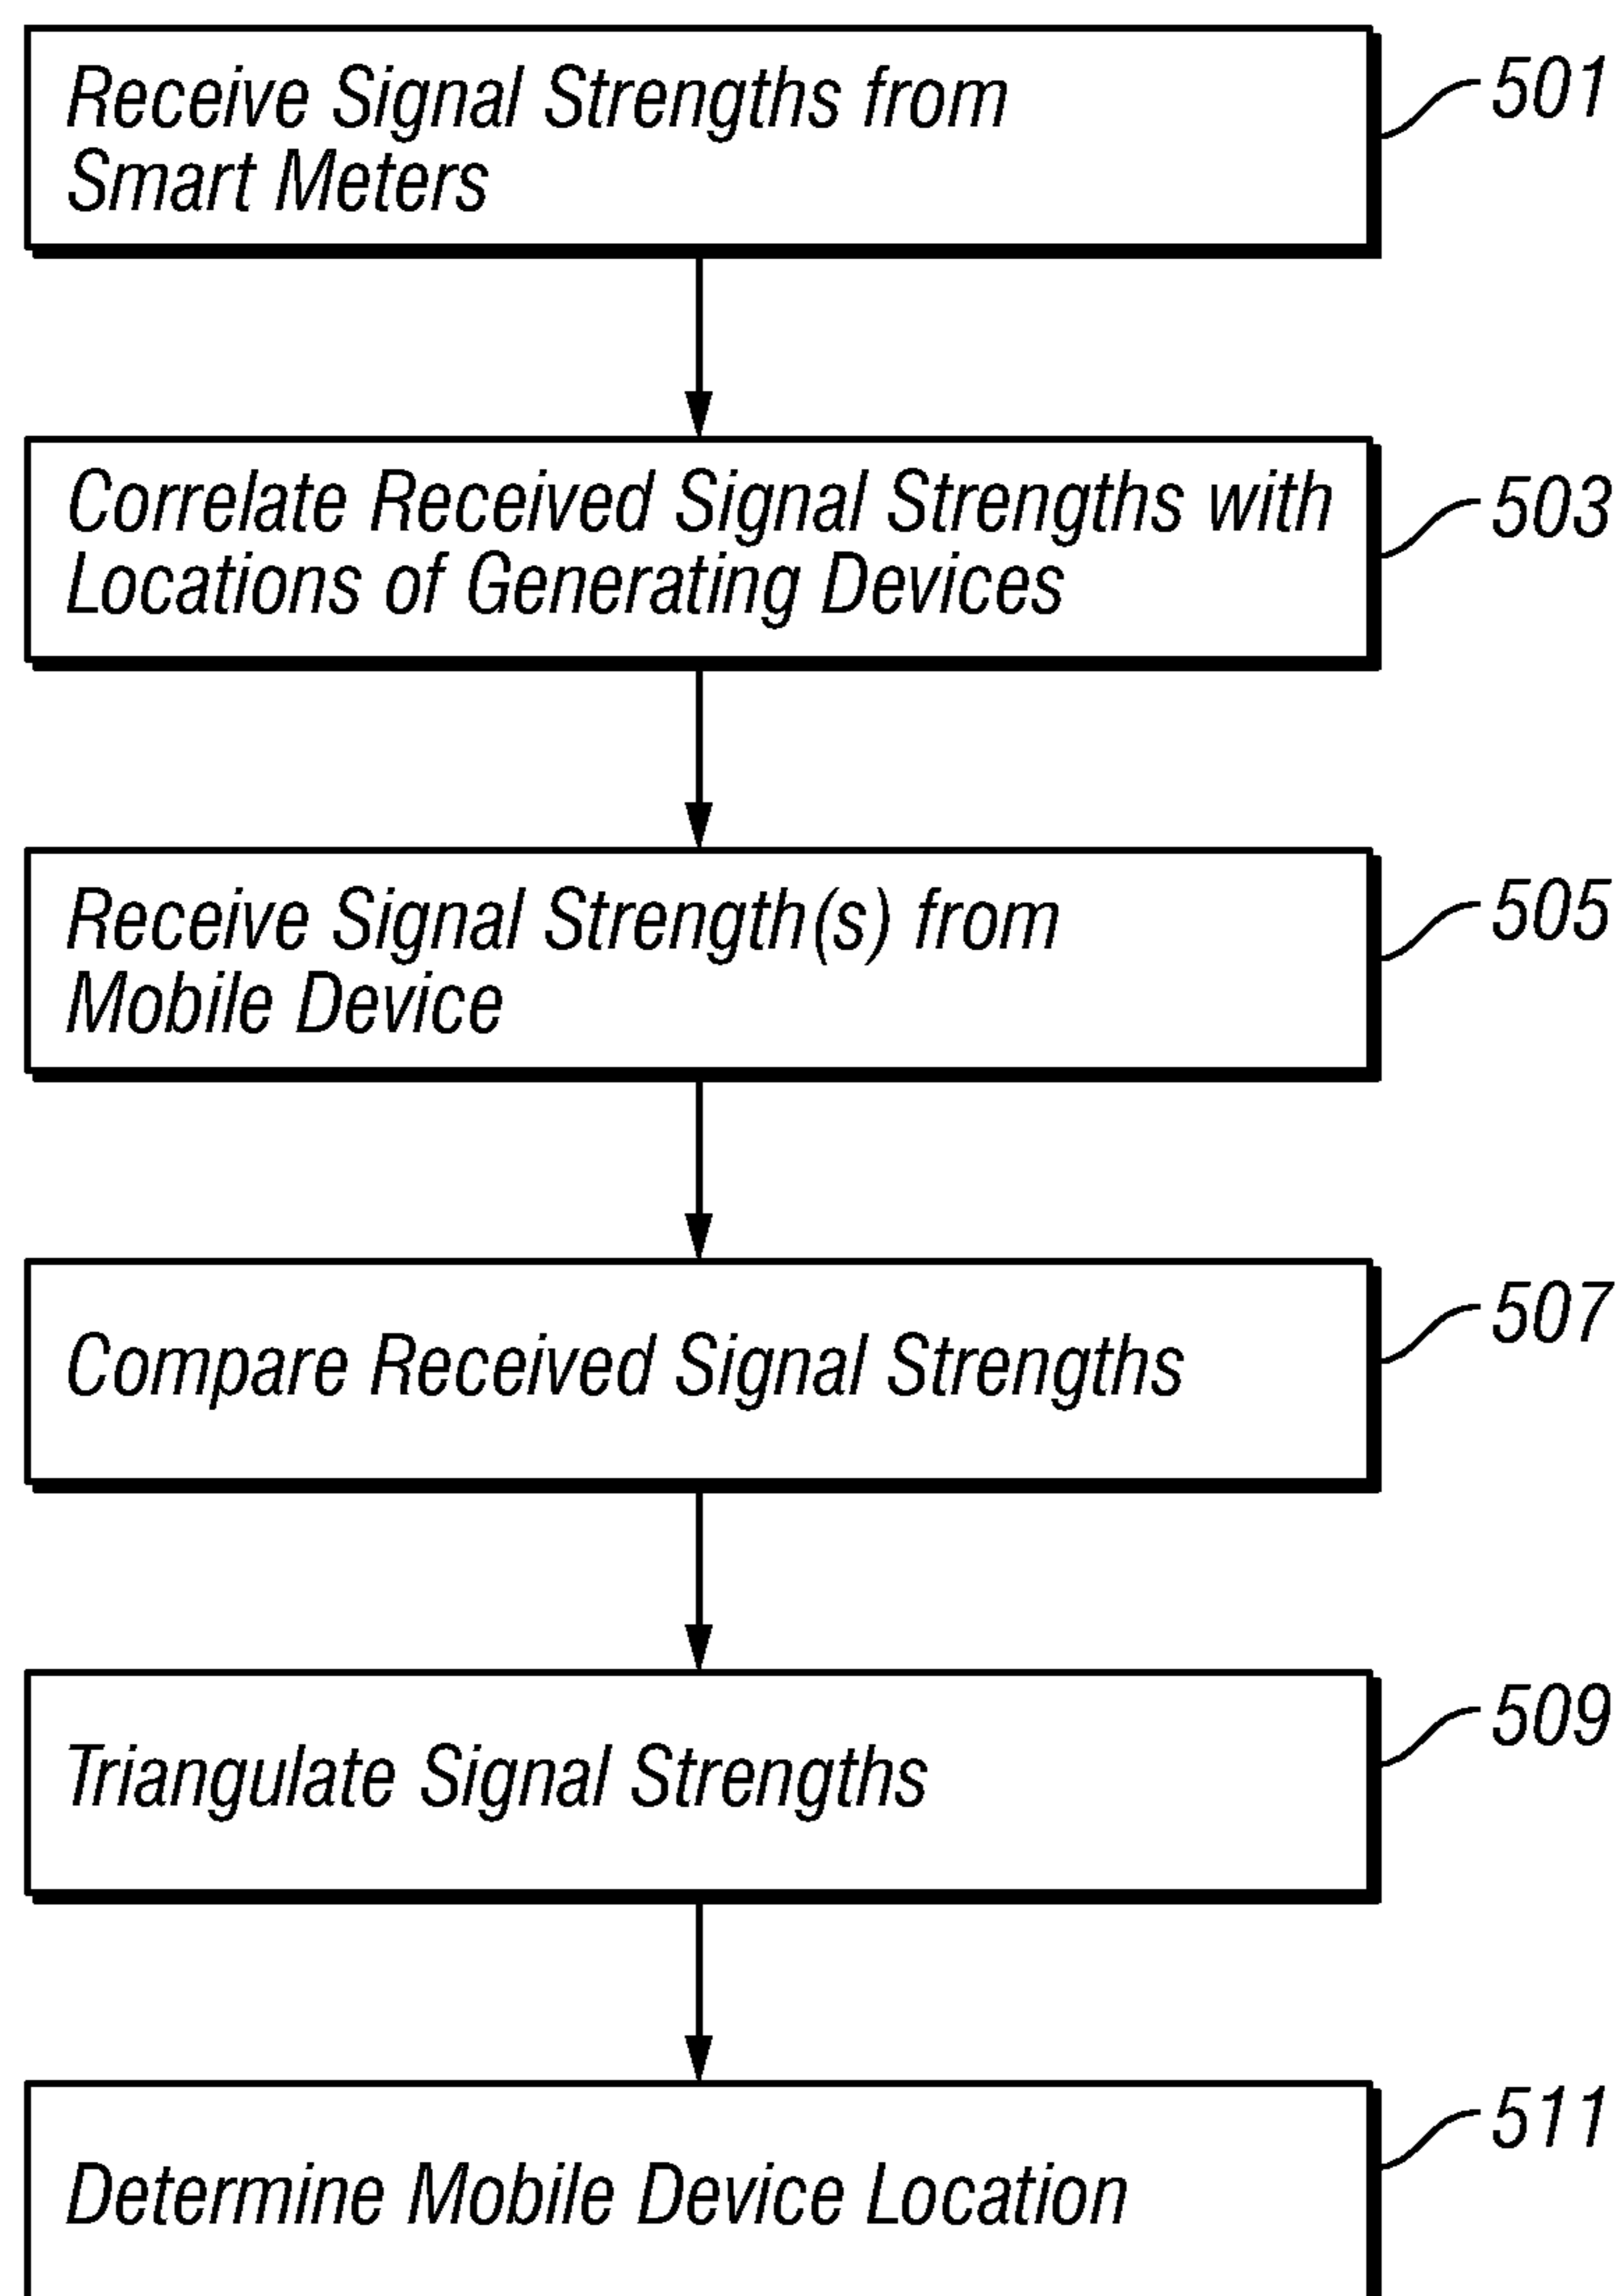 Receive Signal Strengths from
Smart Meters
501
Correlate Received Signal Strengths with
Locations of Generating Devices
503
Receive Signal Strength(s) from
Mobile Device
505
Compare Received Signal Strengths
507
Triangulate Signal Strengths
509
Determine Mobile Device Location
511